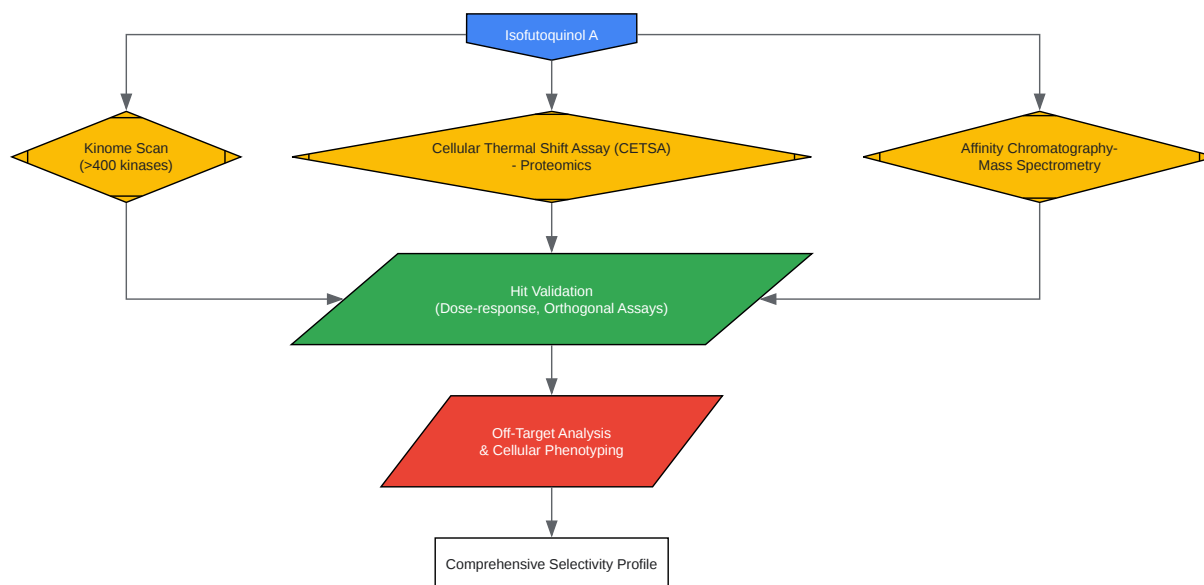 Isofutoquinol A
Kinome Scan
(>400 kinases)
Cellular Thermal Shift Assay (CETSA)
- Proteomics
Affinity Chromatography-
Mass Spectrometry
Hit Validation
(Dose-response, Orthogonal Assays)
Off-Target Analysis
& Cellular Phenotyping
Comprehensive Selectivity Profile